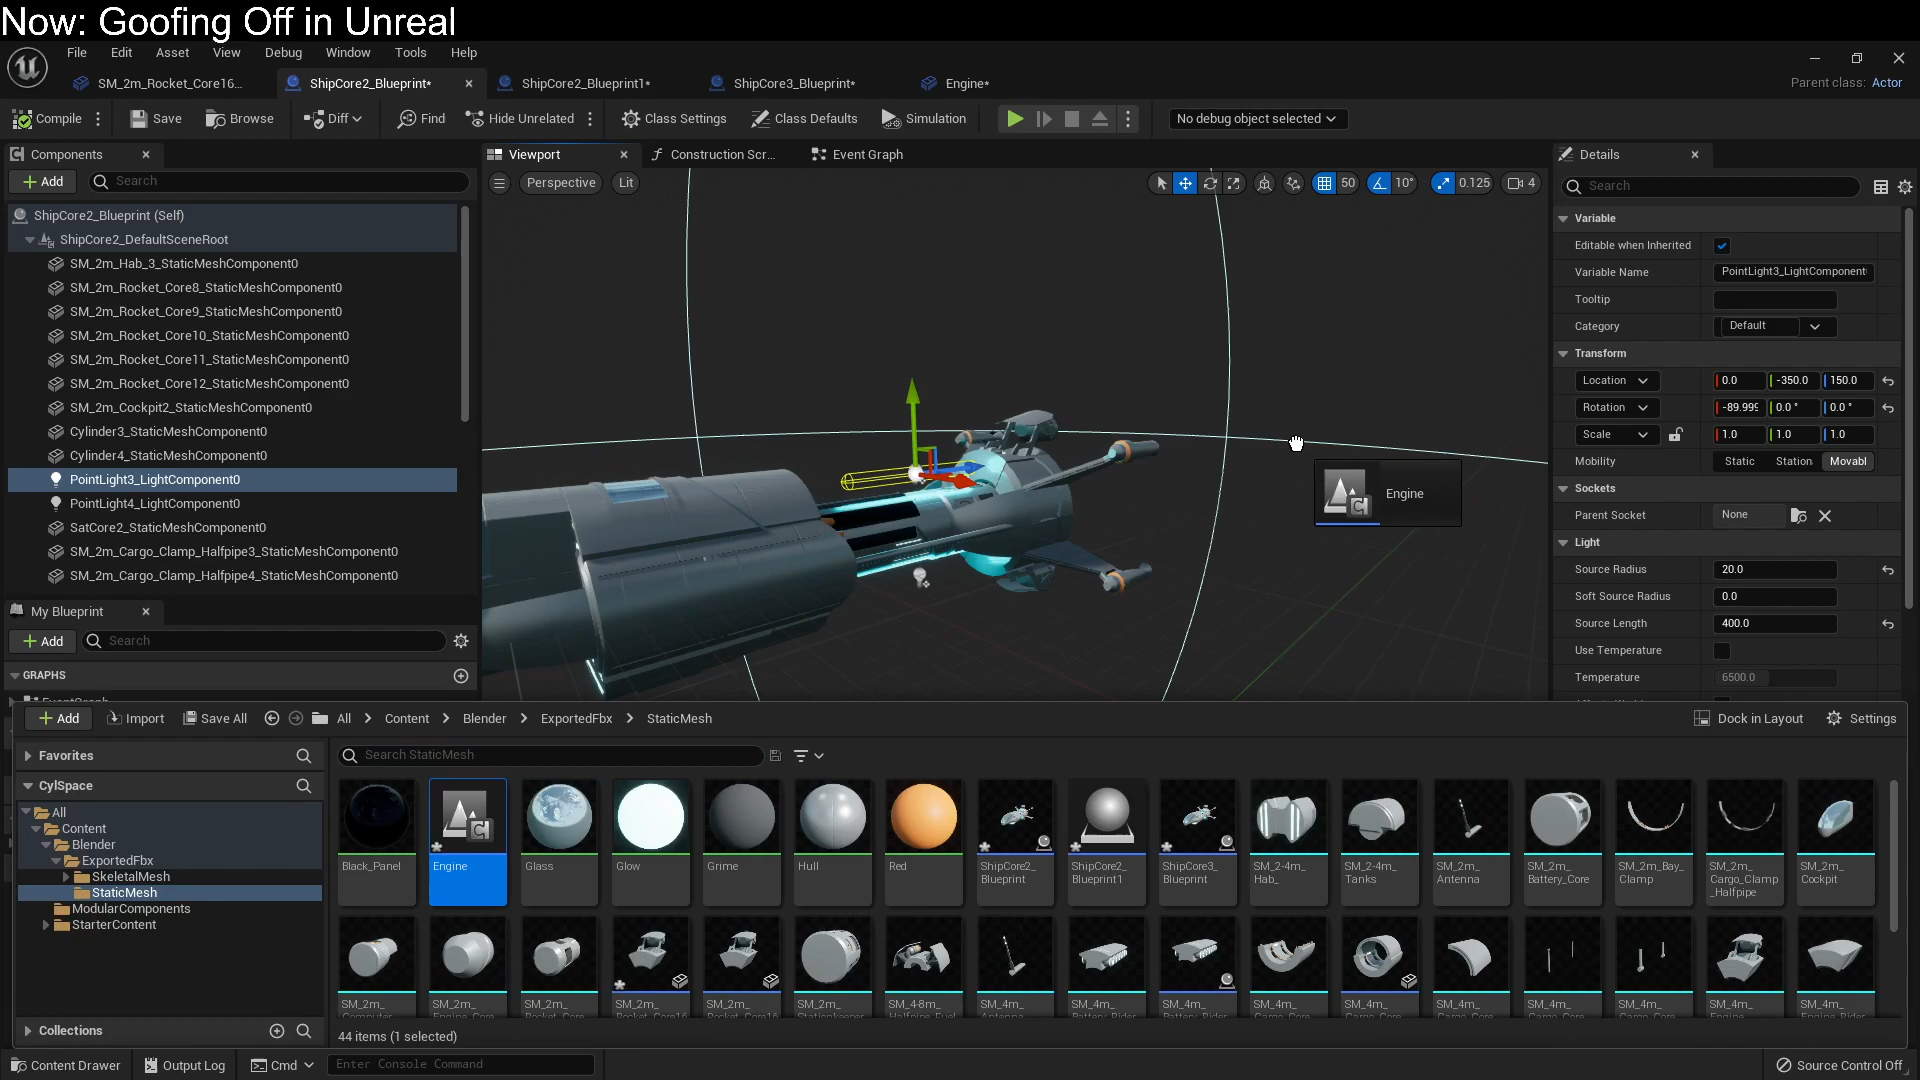 Now: Goofing Off in Unreal
File Edit Asset View Debug Window Tools Help
SM_2m_Rocket_Core16... ShipCore2_Blueprint* ShipCore2_Blueprint1* ShipCore3_Blueprint* Engine* Parent class: Actor
Compile Save Browse Diff Find Hide Unrelated Class Settings Class Defaults Simulation No debug object selected
Components Viewport Construction Scr... Event Graph Details
Add Search Perspective Lit 50 10° 0.125 4 Search
ShipCore2_Blueprint (Self)
ShipCore2_DefaultSceneRoot
SM_2m_Hab_3_StaticMeshComponent0
SM_2m_Rocket_Core8_StaticMeshComponent0
SM_2m_Rocket_Core9_StaticMeshComponent0
SM_2m_Rocket_Core10_StaticMeshComponent0
SM_2m_Rocket_Core11_StaticMeshComponent0
SM_2m_Rocket_Core12_StaticMeshComponent0
SM_2m_Cockpit2_StaticMeshComponent0
Cylinder3_StaticMeshComponent0
Cylinder4_StaticMeshComponent0
PointLight3_LightComponent0
PointLight4_LightComponent0
SatCore2_StaticMeshComponent0
SM_2m_Cargo_Clamp_Halfpipe3_StaticMeshComponent0
SM_2m_Cargo_Clamp_Halfpipe4_StaticMeshComponent0
My Blueprint
Add Search
GRAPHS
Engine
Variable
Editable when Inherited
Variable Name PointLight3_LightComponent
Tooltip
Category Default
Transform
Location 0.0 -350.0 150.0
Rotation -89.999 0.0 ° 0.0 °
Scale 1.0 1.0 1.0
Mobility Static Station Movabl
Sockets
Parent Socket None
Light
Source Radius 20.0
Soft Source Radius 0.0
Source Length 400.0
Use Temperature
Temperature 6500.0
Add Import Save All All Content Blender ExportedFbx StaticMesh Dock in Layout Settings
Favorites Search StaticMesh
CylSpace
All
Content
Blender
ExportedFbx
SkeletalMesh
StaticMesh
ModularComponents
StarterContent
Collections
Black_Panel Engine Glass Glow Grime Hull Red ShipCore2_ ShipCore2_ ShipCore3_ SM_2-4m_ SM_2-4m_ SM_2m_ SM_2m_ SM_2m_Bay_ SM_2m_ SM_2m_
Blueprint Blueprint1 Blueprint Hab_ Tanks Antenna Battery_Core Clamp Cargo_Clamp Cockpit
_Halfpipe
SM_2m_ SM_2m_ SM_2m_ SM_2m_ SM_2m_ SM_2m_ SM_4-8m_ SM_4m_ SM_4m_ SM_4m_ SM_4m_ SM_4m_ SM_4m_ SM_4m_ SM_4m_ SM_4m_ SM_4m_
44 items (1 selected)
Content Drawer Output Log Cmd Enter Console Command Source Control Off